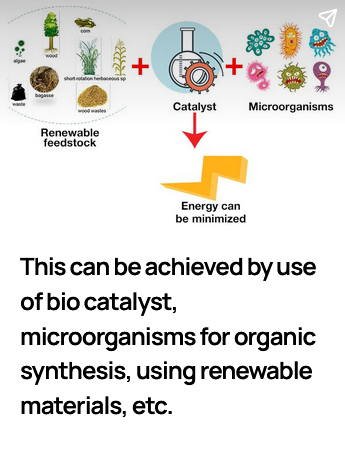 corn
wood
algae
short rotation herbaceous sp
bagasse
waste
wood wastes
Renewable
feedstock
Catalyst
Microorganisms
Energy can
be minimized
This can be achieved by use
of bio catalyst,
microorganisms for organic
synthesis, using renewable
materials, etc.